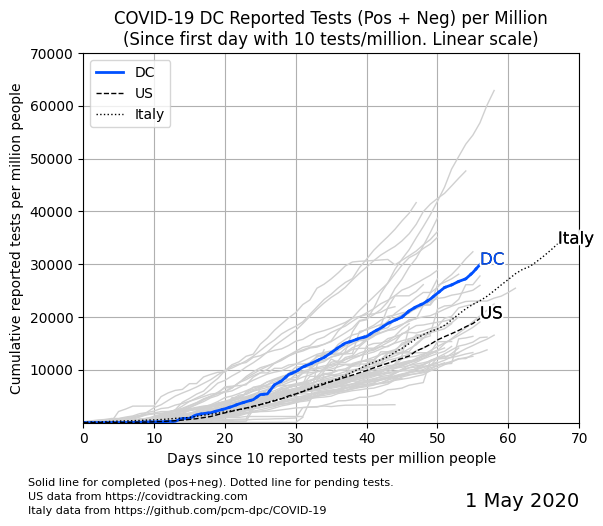 COVID-19 DC Reported Tests (Pos + Neg) per Million
(Since first day with 10 tests/million. Linear scale)
Cumulative reported tests per million people
70000
60000
50000
40000
30000
20000
10000
DC
US
Italy
Italy
DC
US
0 10 20 30 40 50 60 70
Days since 10 reported tests per million people
Solid line for completed (pos+neg). Dotted line for pending tests.
US data from https://covidtracking.com
Italy data from https://github.com/pcm-dpc/COVID-19
1 May 2020